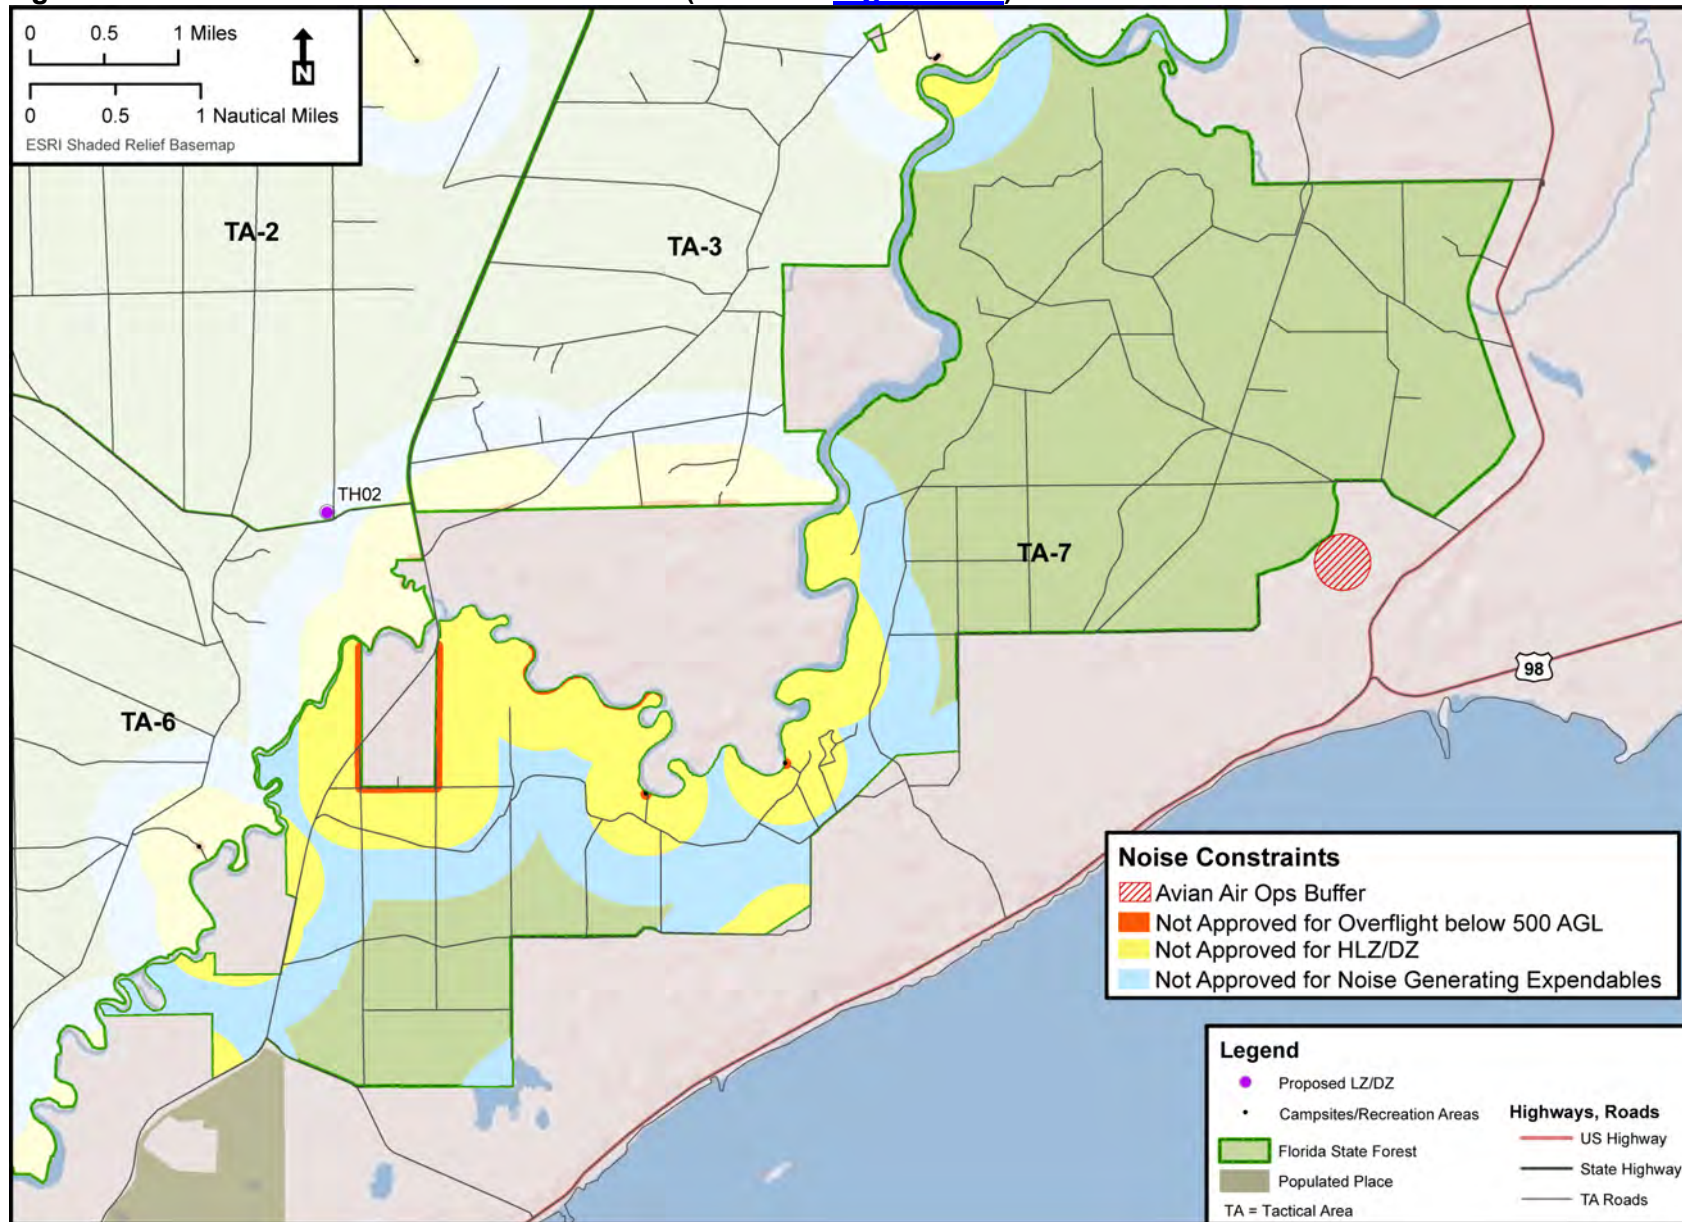 0 0.5 1 Miles
N
0 0.5 1 Nautical Miles
ESRI Shaded Relief Basemap
TA-2
TA-3
TH02
TA-7
98
TA-6
Noise Constraints
Avian Air Ops Buffer
Not Approved for Overflight below 500 AGL
Not Approved for HLZ/DZ
Not Approved for Noise Generating Expendables
Legend
Proposed LZ/DZ
Campsites/Recreation Areas
Florida State Forest
Populated Place
TA = Tactical Area
Highways, Roads
US Highway
State Highway
TA Roads